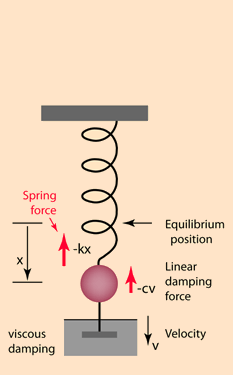 Spring
force
-kx
Equilibrium
position
x
Linear
damping
force
-cv
viscous
damping
Velocity
v